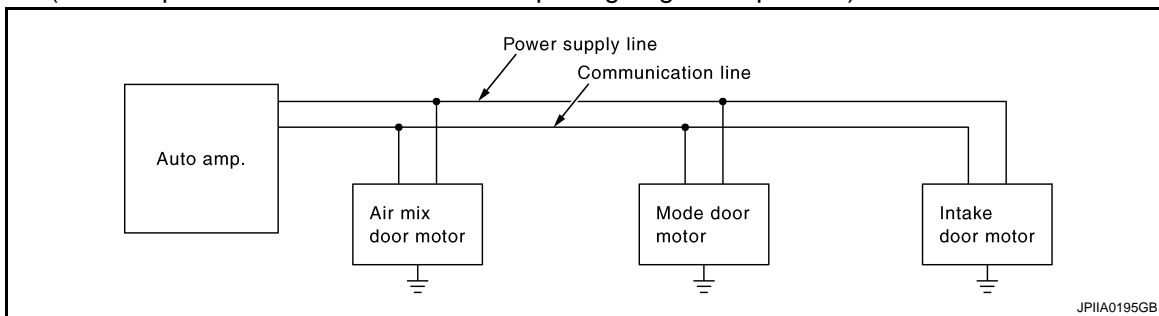 Power supply line
Communication line
Auto amp.
Air mix
door motor
Mode door
motor
Intake
door motor
JPIIA0195GB